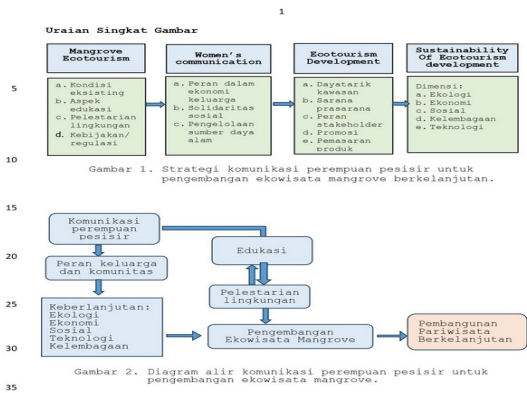 1
Uraian Singkat Gambar
Mangrove
Ecotourism
a. Kondisi
eksisting
b. Aspek
edukasi
c. Pelestarian
lingkungan
d. Kebijakan/
regulasi
Women's
communication
a. Peran dalam
ekonomi
keluarga
b. Solidaritas
sosial
c. Pengelolaan
sumber daya
alam
Ecotourism
Development
a. Dayatarik
kawasan
b. Sarana
prasarana
c. Peran
stakeholder
d. Promosi
e. Pemasaran
produk
Sustainability
Of Ecotourism
development
Dimensi:
a. Ekologi
b. Ekonomi
c. Sosial
d. Kelembagaan
e. Teknologi
5
10
Gambar 1. Strategi komunikasi perempuan pesisir untuk
pengembangan ekowisata mangrove berkelanjutan.
15
Komunikasi
perempuan
pesisir
20
Peran keluarga
dan komunitas
Edukasi
Pelestarian
lingkungan
25
Keberlanjutan:
Ekologi
Ekonomi
Sosial
Teknologi
Kelembagaan
Pengembangan
Ekowisata Mangrove
Pembangunan
Pariwisata
Berkelanjutan
30
Gambar 2. Diagram alir komunikasi perempuan pesisir untuk
pengembangan ekowisata mangrove.
35